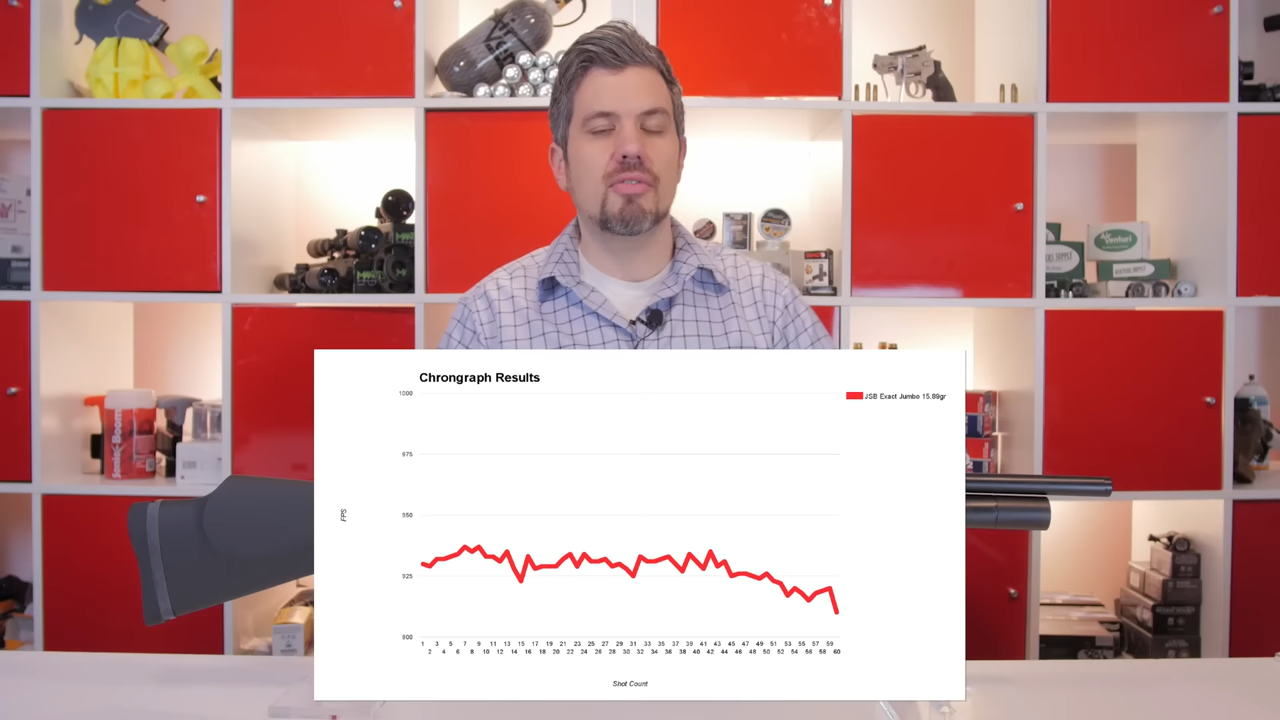 Air
Venturi
Sonic Boom
Chrongraph Results
JSB Exact Jumbo 15.89gr
1000
975
950
925
900
FPS
1 3 5 7 9 11 13 15 17 19 21 23 25 27 29 31 33 35 37 39 41 43 45 47 49 51 53 55 57 59
2 4 6 8 10 12 14 16 18 20 22 24 26 28 30 32 34 36 38 40 42 44 46 48 50 52 54 56 58 60
Shot Count